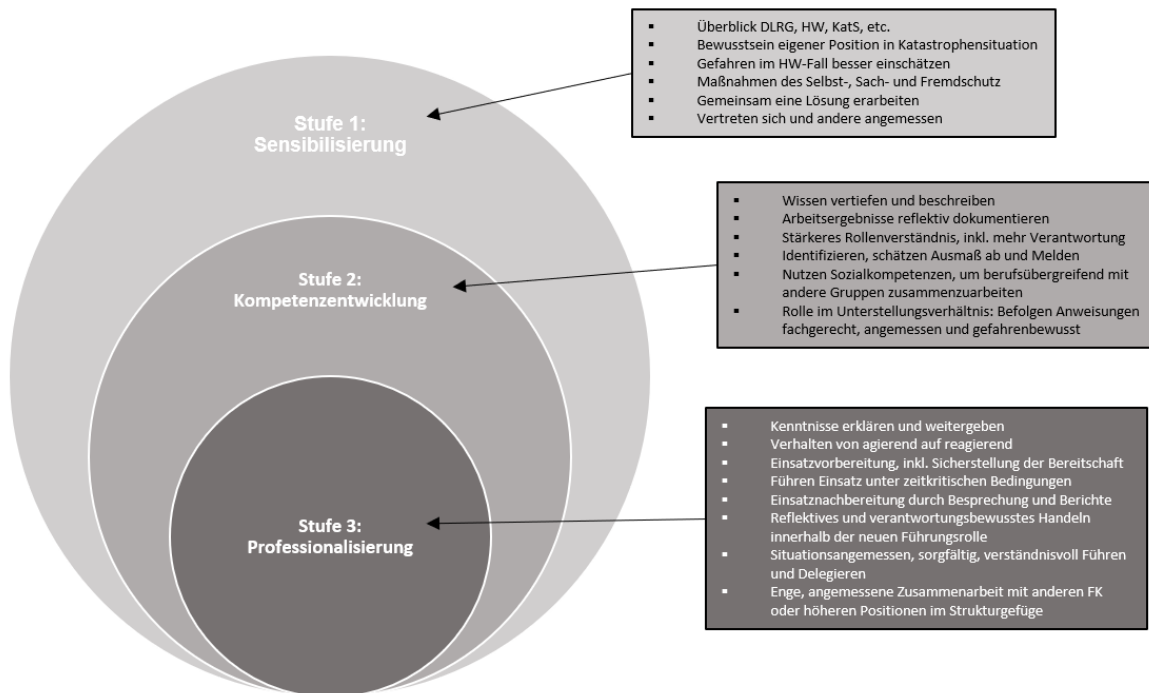 Stufe 1:
Sensibilisierung
▪ Überblick DLRG, HW, KatS, etc.
▪ Bewusstsein eigener Position in Katastrophensituation
▪ Gefahren im HW-Fall besser einschätzen
▪ Maßnahmen des Selbst-, Sach- und Fremdschutz
▪ Gemeinsam eine Lösung erarbeiten
▪ Vertreten sich und andere angemessen
Stufe 2:
Kompetenzentwicklung
▪ Wissen vertiefen und beschreiben
▪ Arbeitsergebnisse reflektiv dokumentieren
▪ Stärkeres Rollenverständnis, inkl. mehr Verantwortung
▪ Identifizieren, schätzen Ausmaß ab und Melden
▪ Nutzen Sozialkompetenzen, um berufsübergreifend mit
andere Gruppen zusammenzuarbeiten
▪ Rolle im Unterstellungsverhältnis: Befolgen Anweisungen
fachgerecht, angemessen und gefahrenbewusst
Stufe 3:
Professionalisierung
▪ Kenntnisse erklären und weitergeben
▪ Verhalten von agierend auf reagierend
▪ Einsatzvorbereitung, inkl. Sicherstellung der Bereitschaft
▪ Führen Einsatz unter zeitkritischen Bedingungen
▪ Einsatznachbereitung durch Besprechung und Berichte
▪ Reflektives und verantwortungsbewusstes Handeln
innerhalb der neuen Führungsrolle
▪ Situationsangemessen, sorgfältig, verständnisvoll Führen
und Delegieren
▪ Enge, angemessene Zusammenarbeit mit anderen FK
oder höheren Positionen im Strukturgefüge